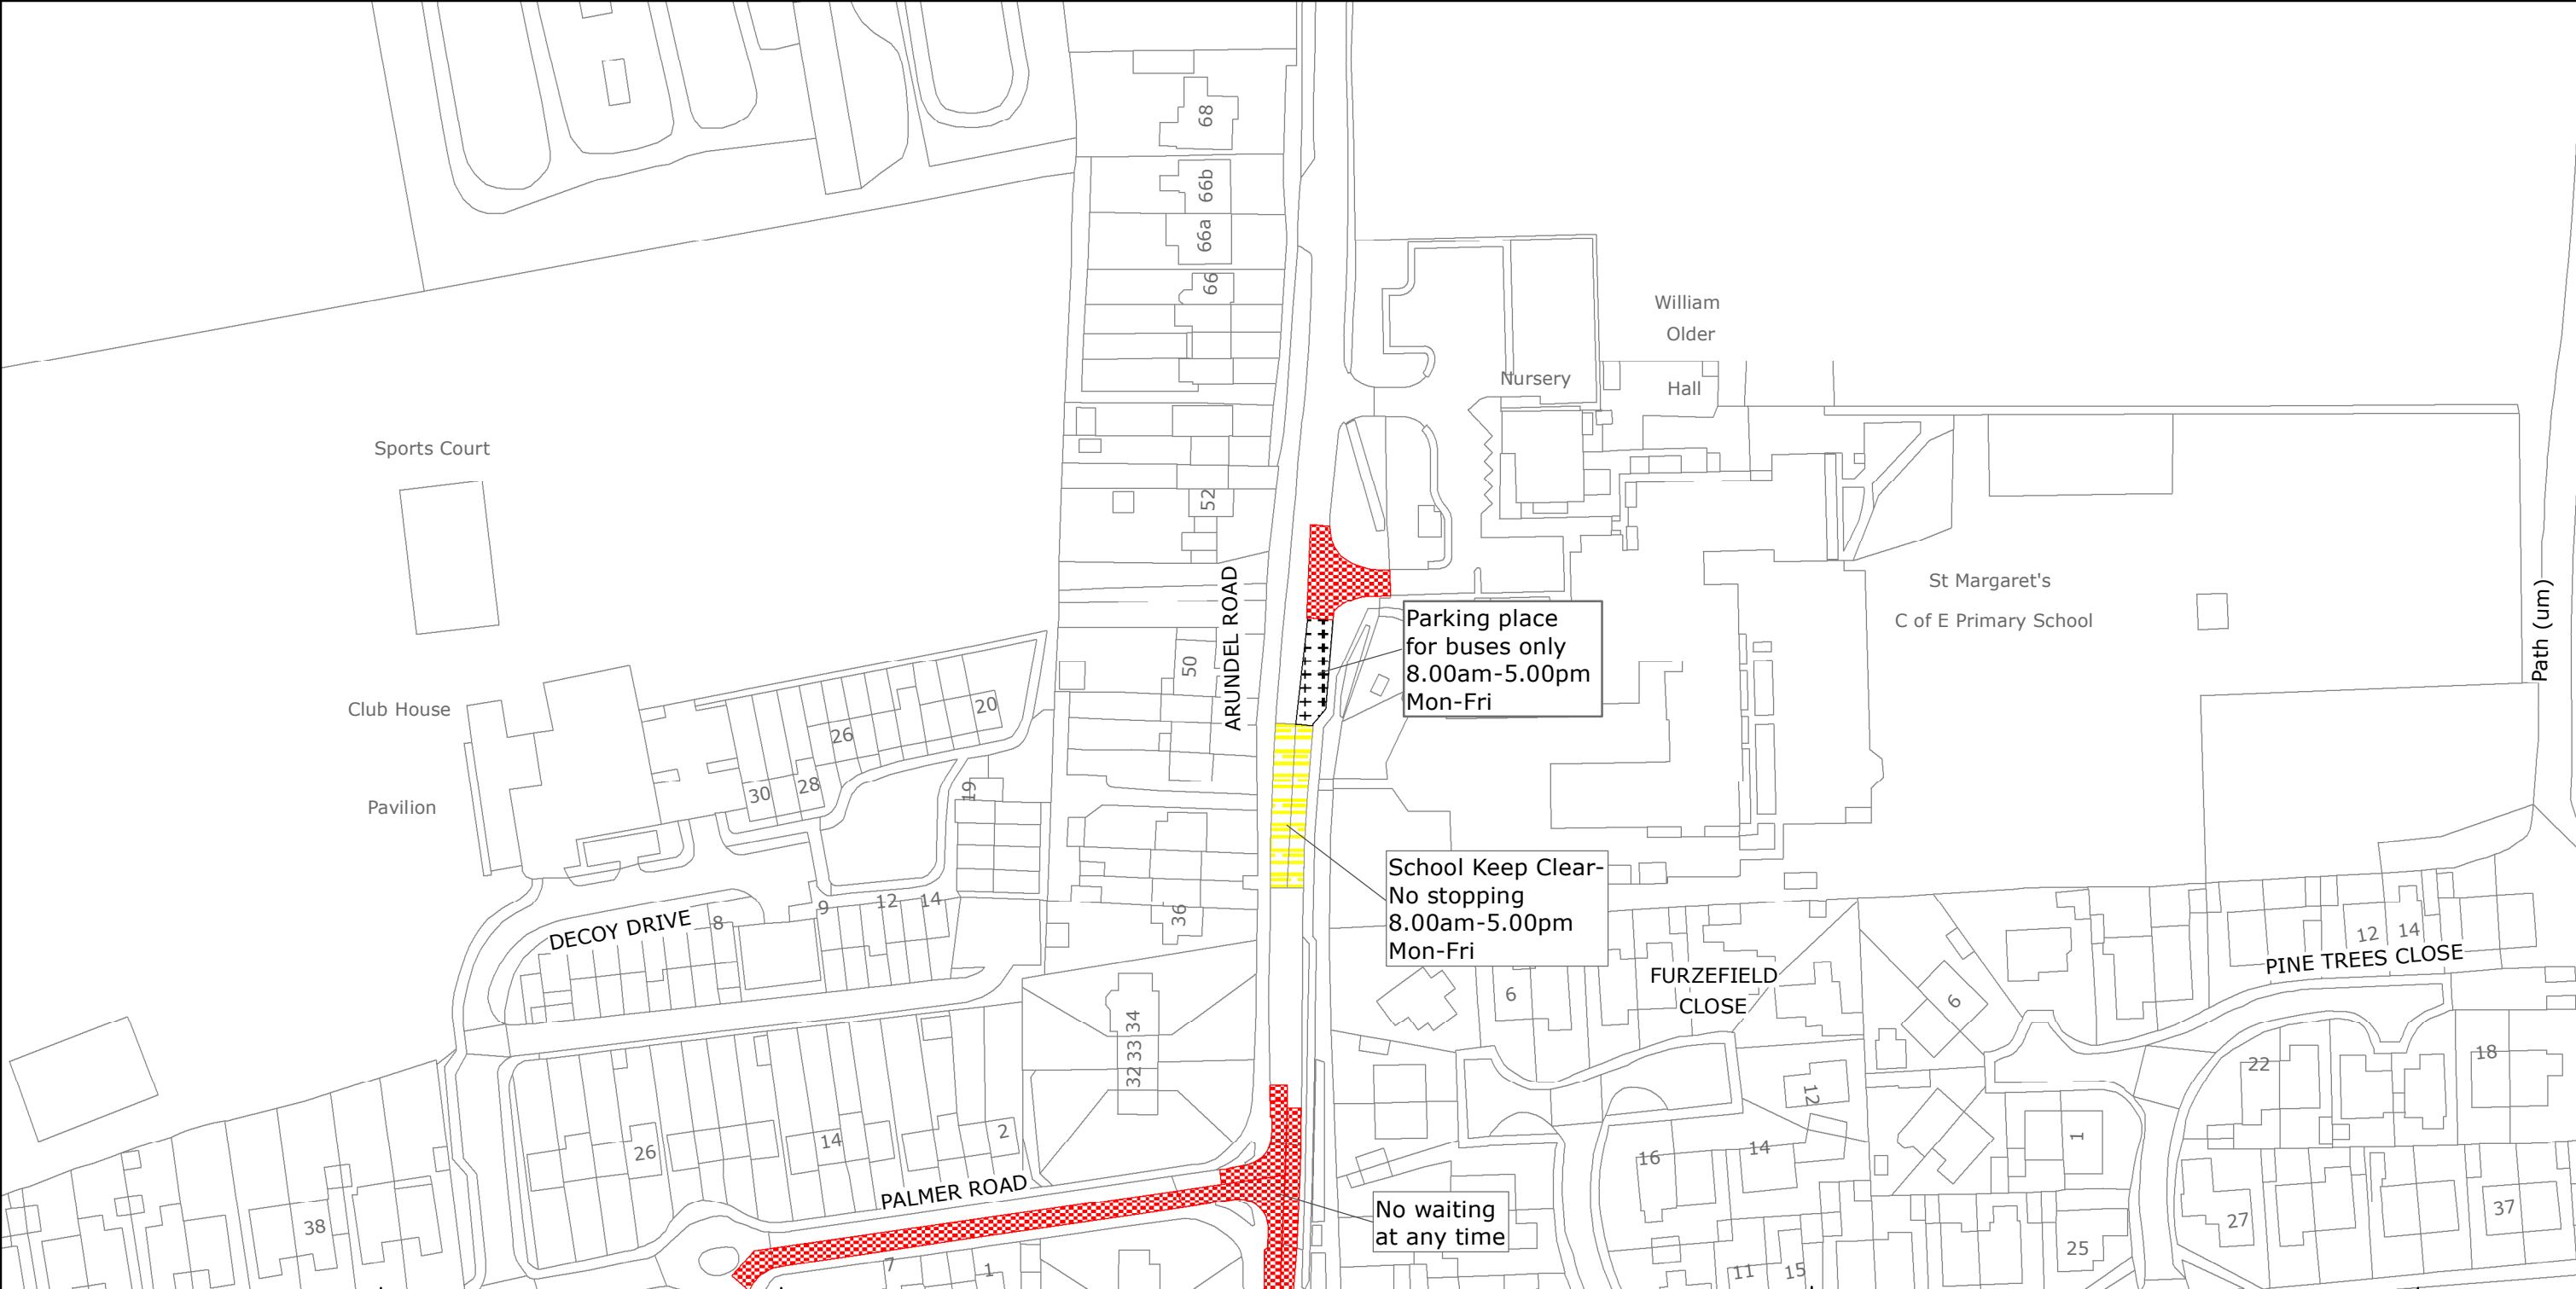 68
66b
66a
66
William
Older
Hall
Nursery
Sports Court
52
ARUNDEL ROAD
St Margaret's
C of E Primary School
Path (um)
Parking place
for buses only
8.00am-5.00pm
Mon-Fri
50
Club House
Pavilion
20
26
28
30
19
School Keep Clear-
No stopping
8.00am-5.00pm
Mon-Fri
DECOY DRIVE
8
9
12
14
36
FURZEFIELD
CLOSE
6
6
12
14
PINE TREES CLOSE
32 33 34
22
18
12
1
26
14
2
16
14
PALMER ROAD
38
No waiting
at any time
7
1
11
15
25
27
37